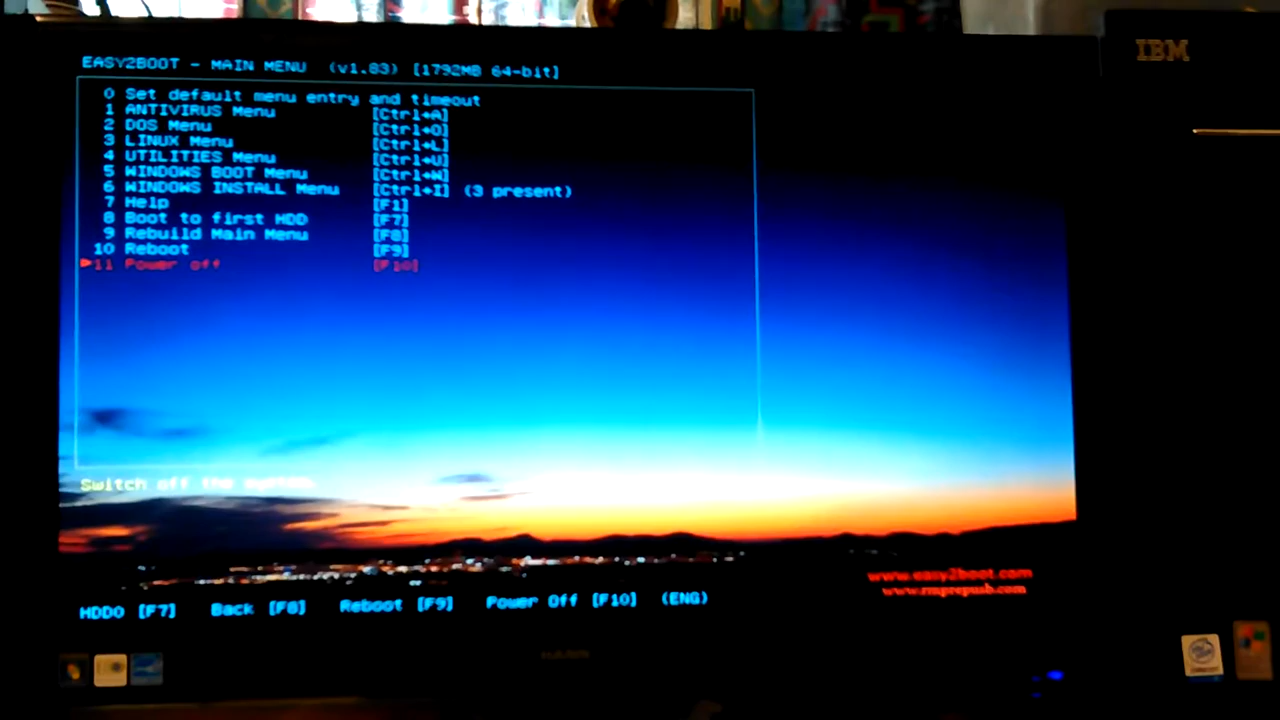 IBM
EASY2BOOT - MAIN MENU (v1.83) [1792MB 64-bit]
0 Set default menu entry and timeout
1 ANTIVIRUS Menu [Ctrl+A]
2 DOS Menu [Ctrl+O]
3 LINUX Menu [Ctrl+L]
4 UTILITIES Menu [Ctrl+U]
5 WINDOWS BOOT Menu [Ctrl+W]
6 WINDOWS INSTALL Menu [Ctrl+I] (3 present)
7 Help [F1]
8 Boot to first HDD [F7]
9 Rebuild Main Menu [F8]
10 Reboot [F9]
11 Power off [F10]
Switch off the system.
www.easy2boot.com
www.rmprepusb.com
HDD0 [F7] Back [F8] Reboot [F9] Power Off [F10] (ENG)